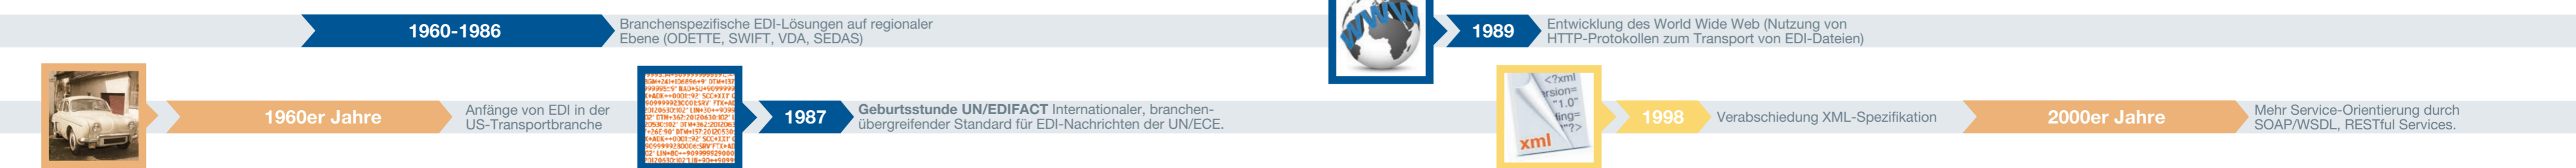 1960-1986
Branchenspezifische EDI-Lösungen auf regionaler
Ebene (ODETTE, SWIFT, VDA, SEDAS)
WWW
1989
Entwicklung des World Wide Web (Nutzung von
HTTP-Protokollen zum Transport von EDI-Dateien)
1960er Jahre
Anfänge von EDI in der
US-Transportbranche
1987
Geburtsstunde UN/EDIFACT Internationaler, branchen-
übergreifender Standard für EDI-Nachrichten der UN/ECE.
<?xml
rsion=
"1.0"
ing=
"?>
xml
1998
Verabschiedung XML-Spezifikation
2000er Jahre
Mehr Service-Orientierung durch
SOAP/WSDL, RESTful Services.